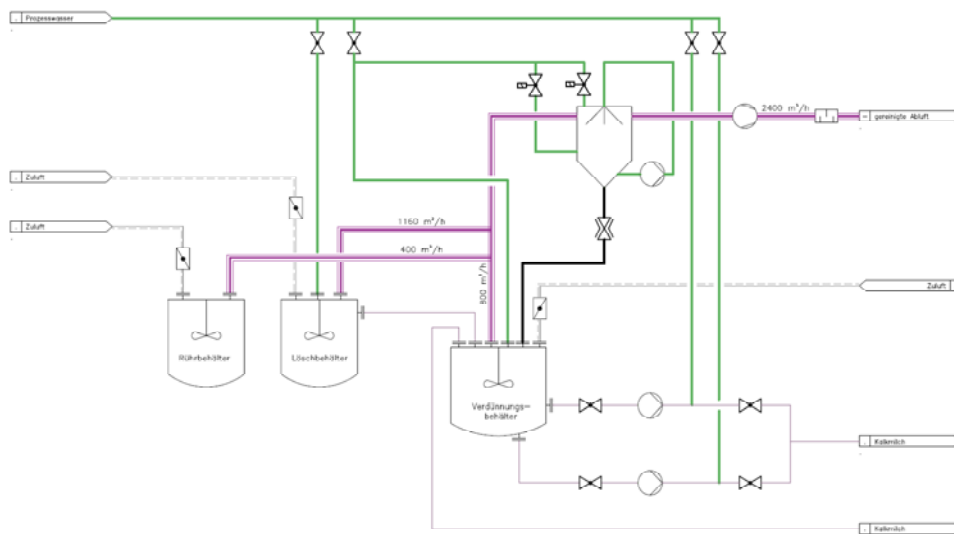 Prozesswasser
2400 m³/h
gereinigte Abluft
Zuluft
1160 m³/h
Zuluft
400 m³/h
800 m³/h
Zuluft
Rührbehälter
Löschbehälter
Verdünnungs-
behälter
Kalkmilch
Kalkmilch